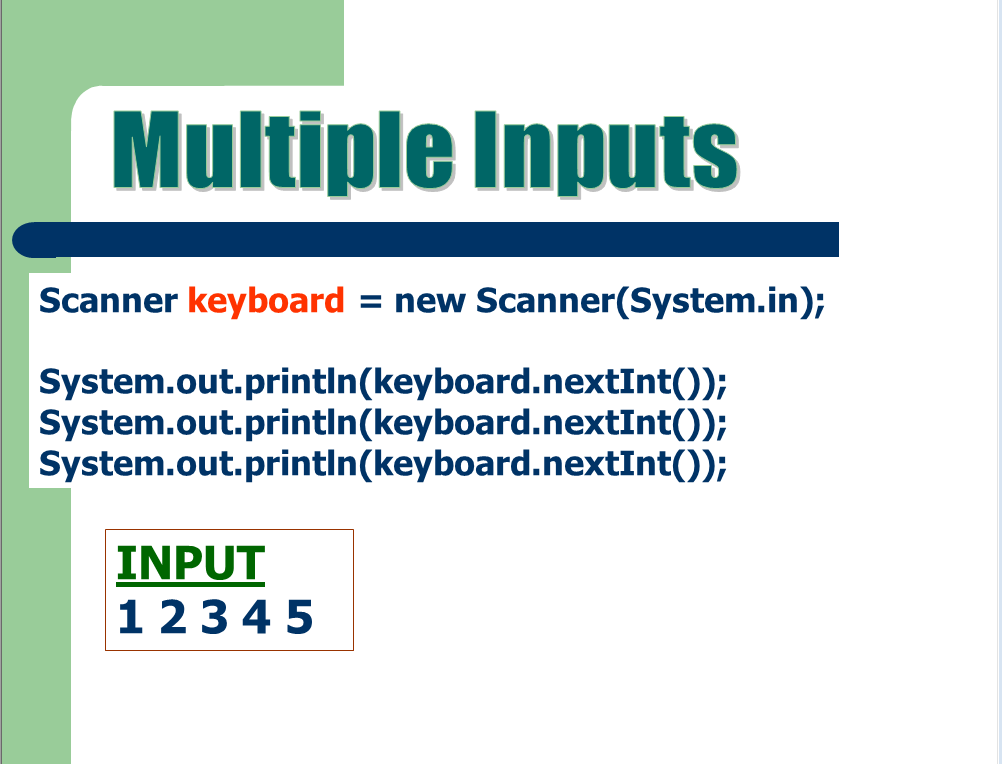 Multiple Inputs
Scanner keyboard = new Scanner(System.in);
System.out.println(keyboard.nextInt());
System.out.println(keyboard.nextInt());
System.out.println(keyboard.nextInt());
INPUT
1 2 3 4 5